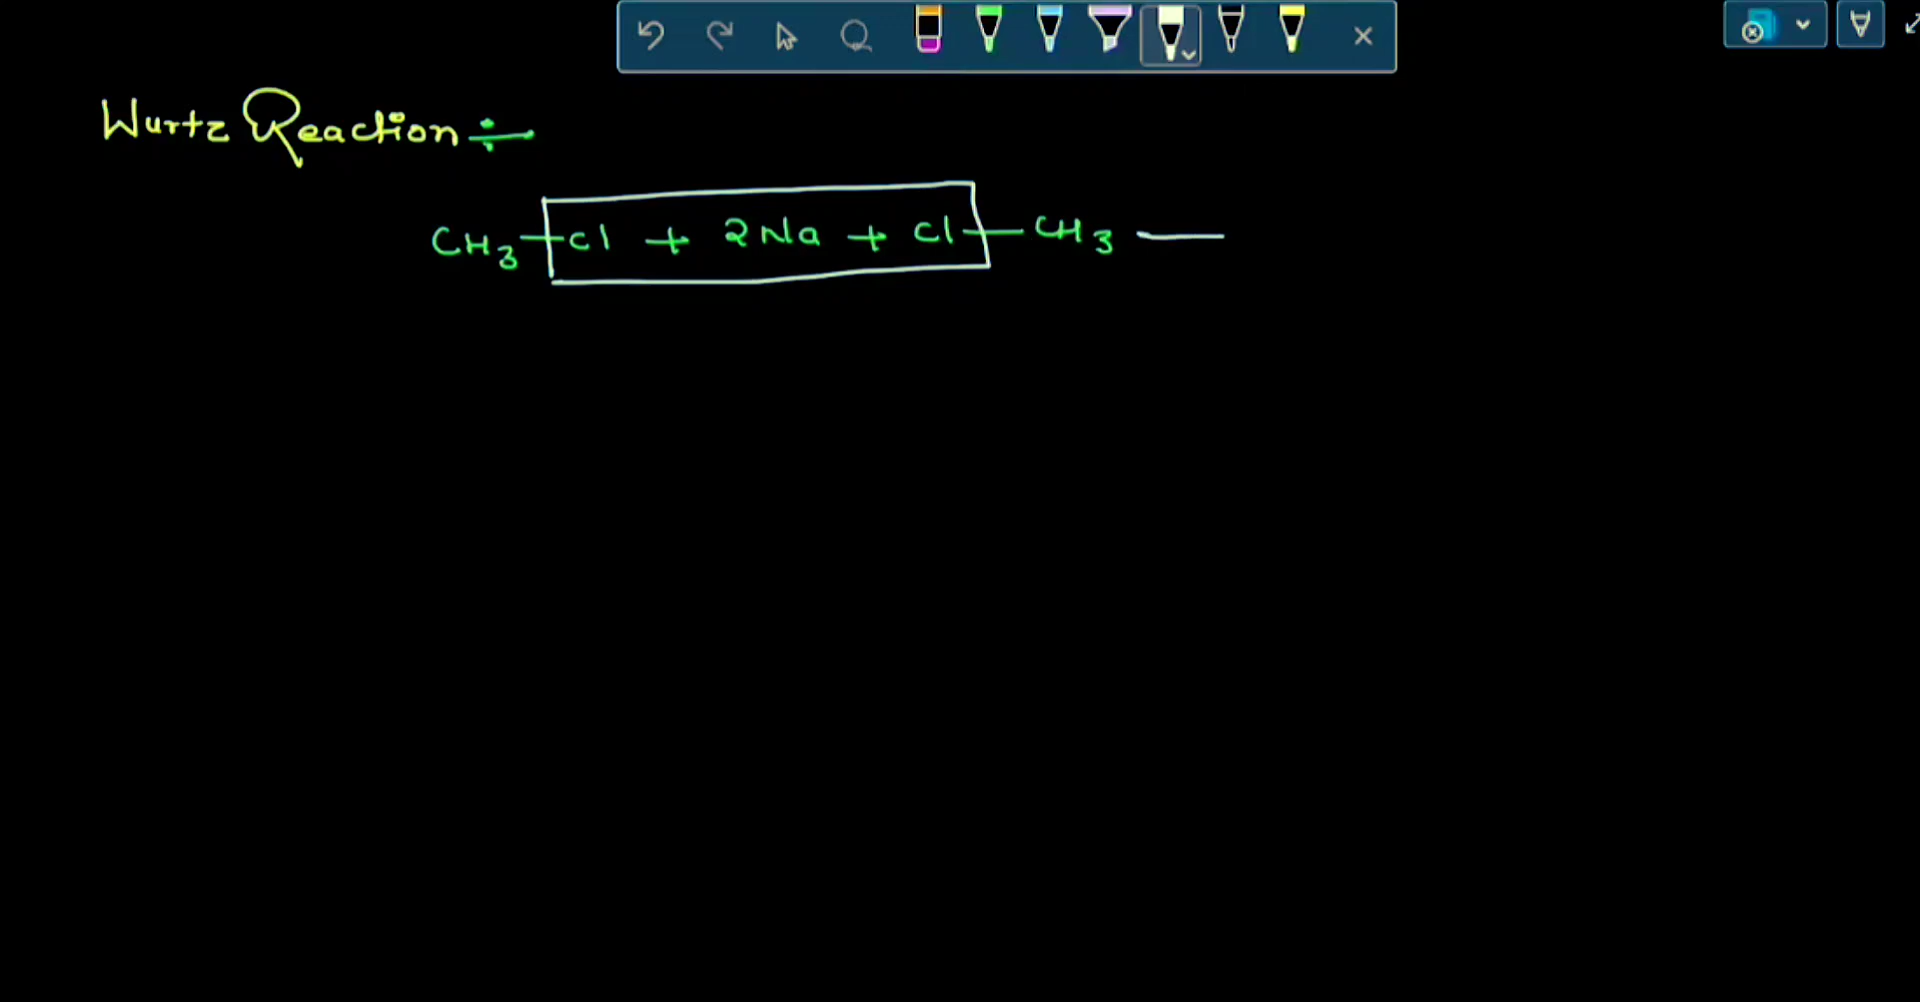 Wurtz Reaction ÷
CH3—Cl + 2Na + Cl—CH3 —